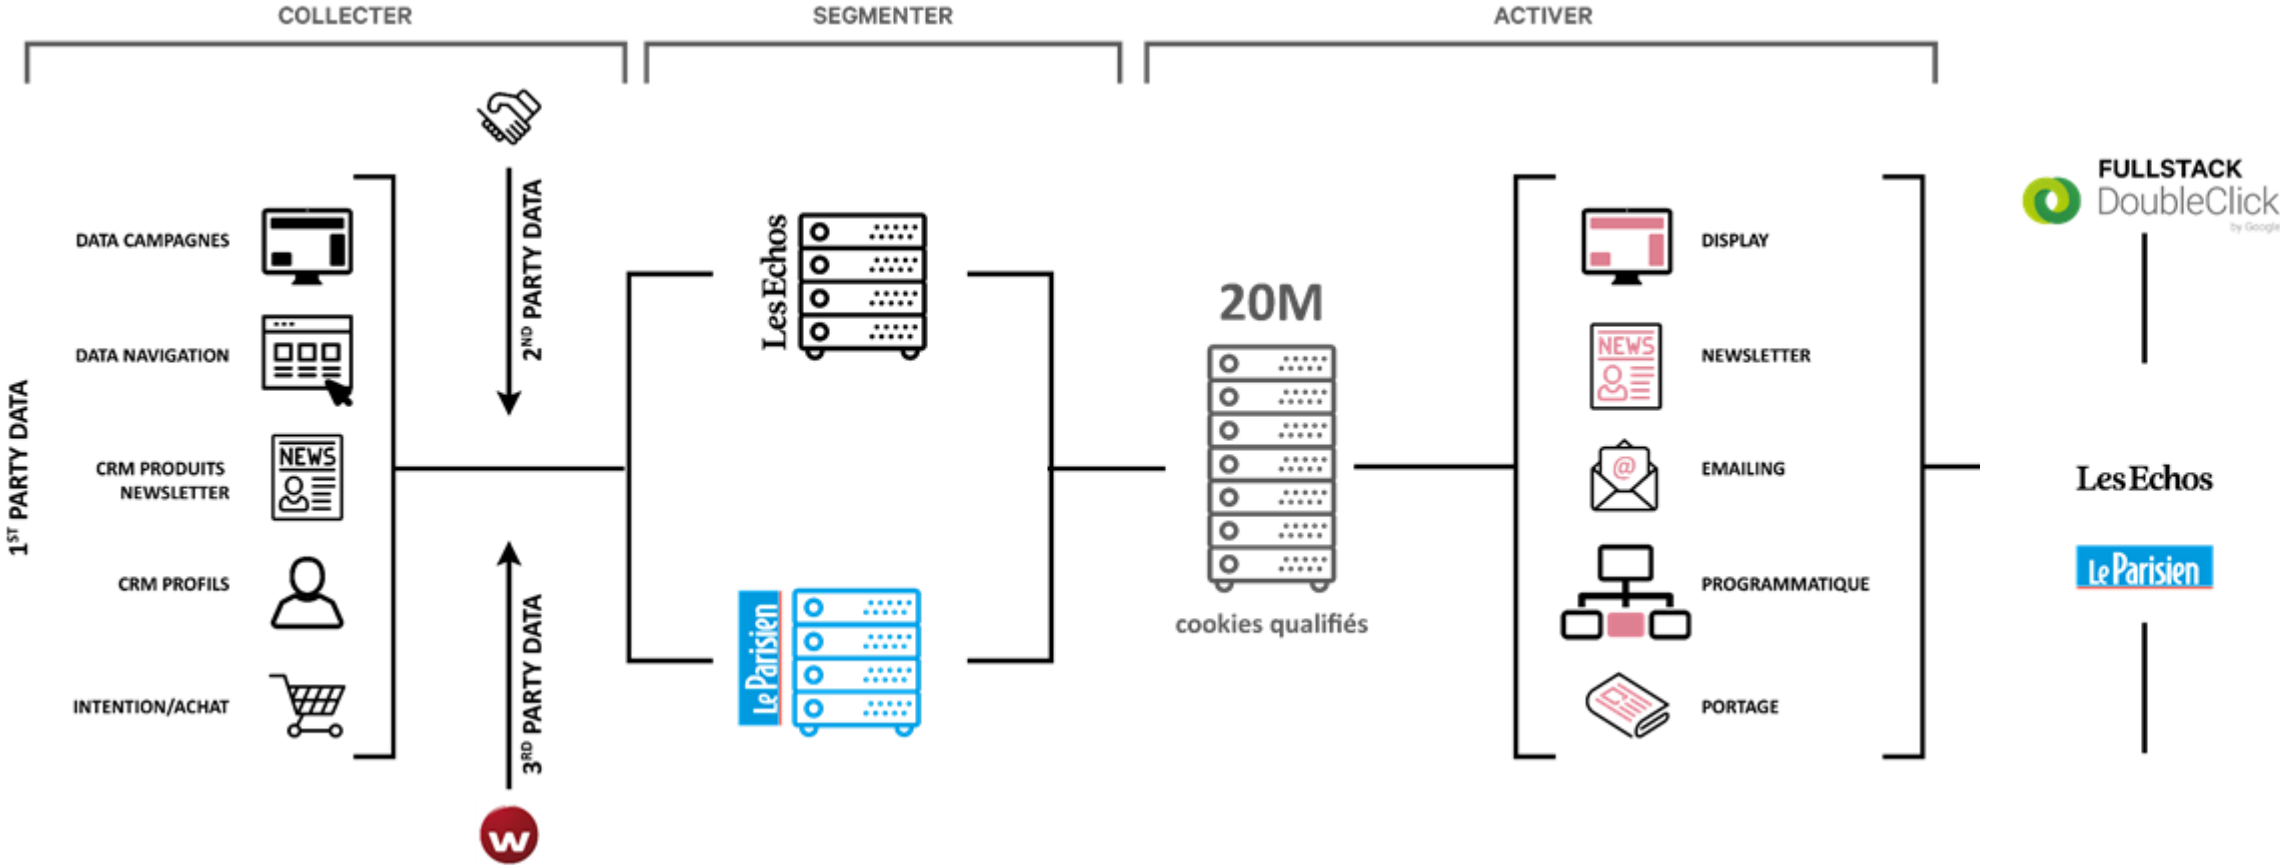 COLLECTER
SEGMENTER
ACTIVER
1ST PARTY DATA
DATA CAMPAGNES
DATA NAVIGATION
CRM PRODUITS
NEWSLETTER
NEWS
CRM PROFILS
INTENTION/ACHAT
2ND PARTY DATA
3RD PARTY DATA
w
Les Echos
Le Parisien
20M
cookies qualifiés
DISPLAY
NEWS
NEWSLETTER
@
EMAILING
PROGRAMMATIQUE
PORTAGE
FULLSTACK
DoubleClick
by Google
Les Echos
Le Parisien